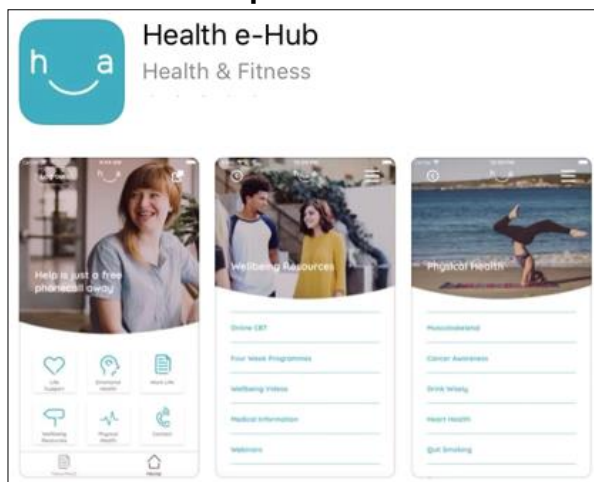 h a
Health e-Hub
Health & Fitness
h a
Help is just a free
phonecall away
Life
Support
Emotional
Health
Work Life
Wellbeing
Resources
Physical
Health
Contact
Home
h a
Wellbeing Resources
Online CBT
Four Week Programmes
Wellbeing Videos
Medical Information
Webinars
h a
Physical Health
Musculoskeletal
Cancer Awareness
Drink Wisely
Heart Health
Quit Smoking